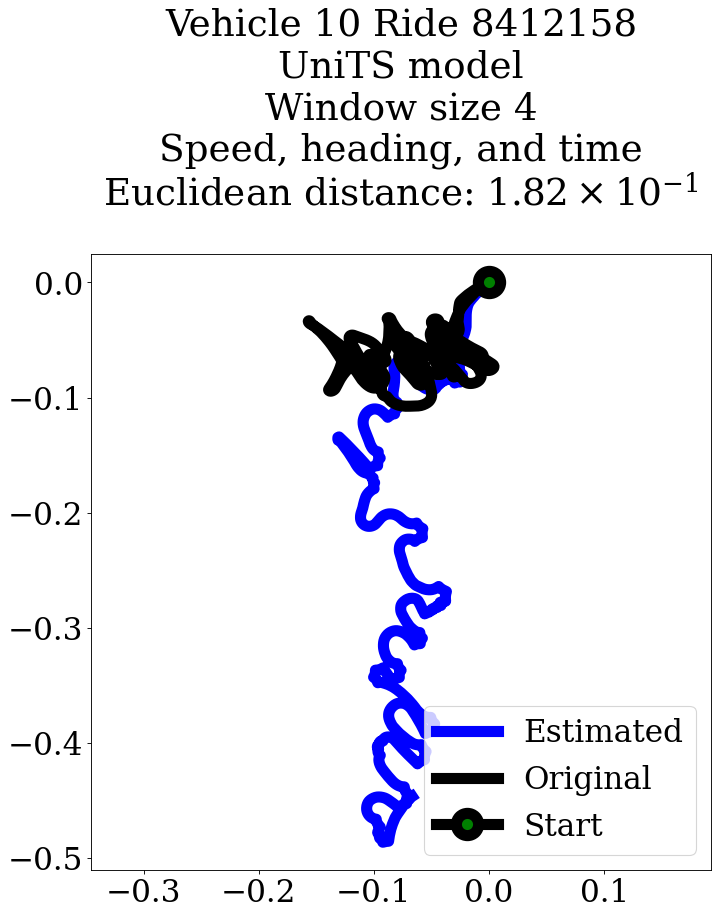 Vehicle 10 Ride 8412158
UniTS model
Window size 4
Speed, heading, and time
Euclidean distance: 1.82 × 10⁻¹
0.0
−0.1
−0.2
−0.3
−0.4
−0.5
−0.3 −0.2 −0.1 0.0 0.1
Estimated
Original
Start